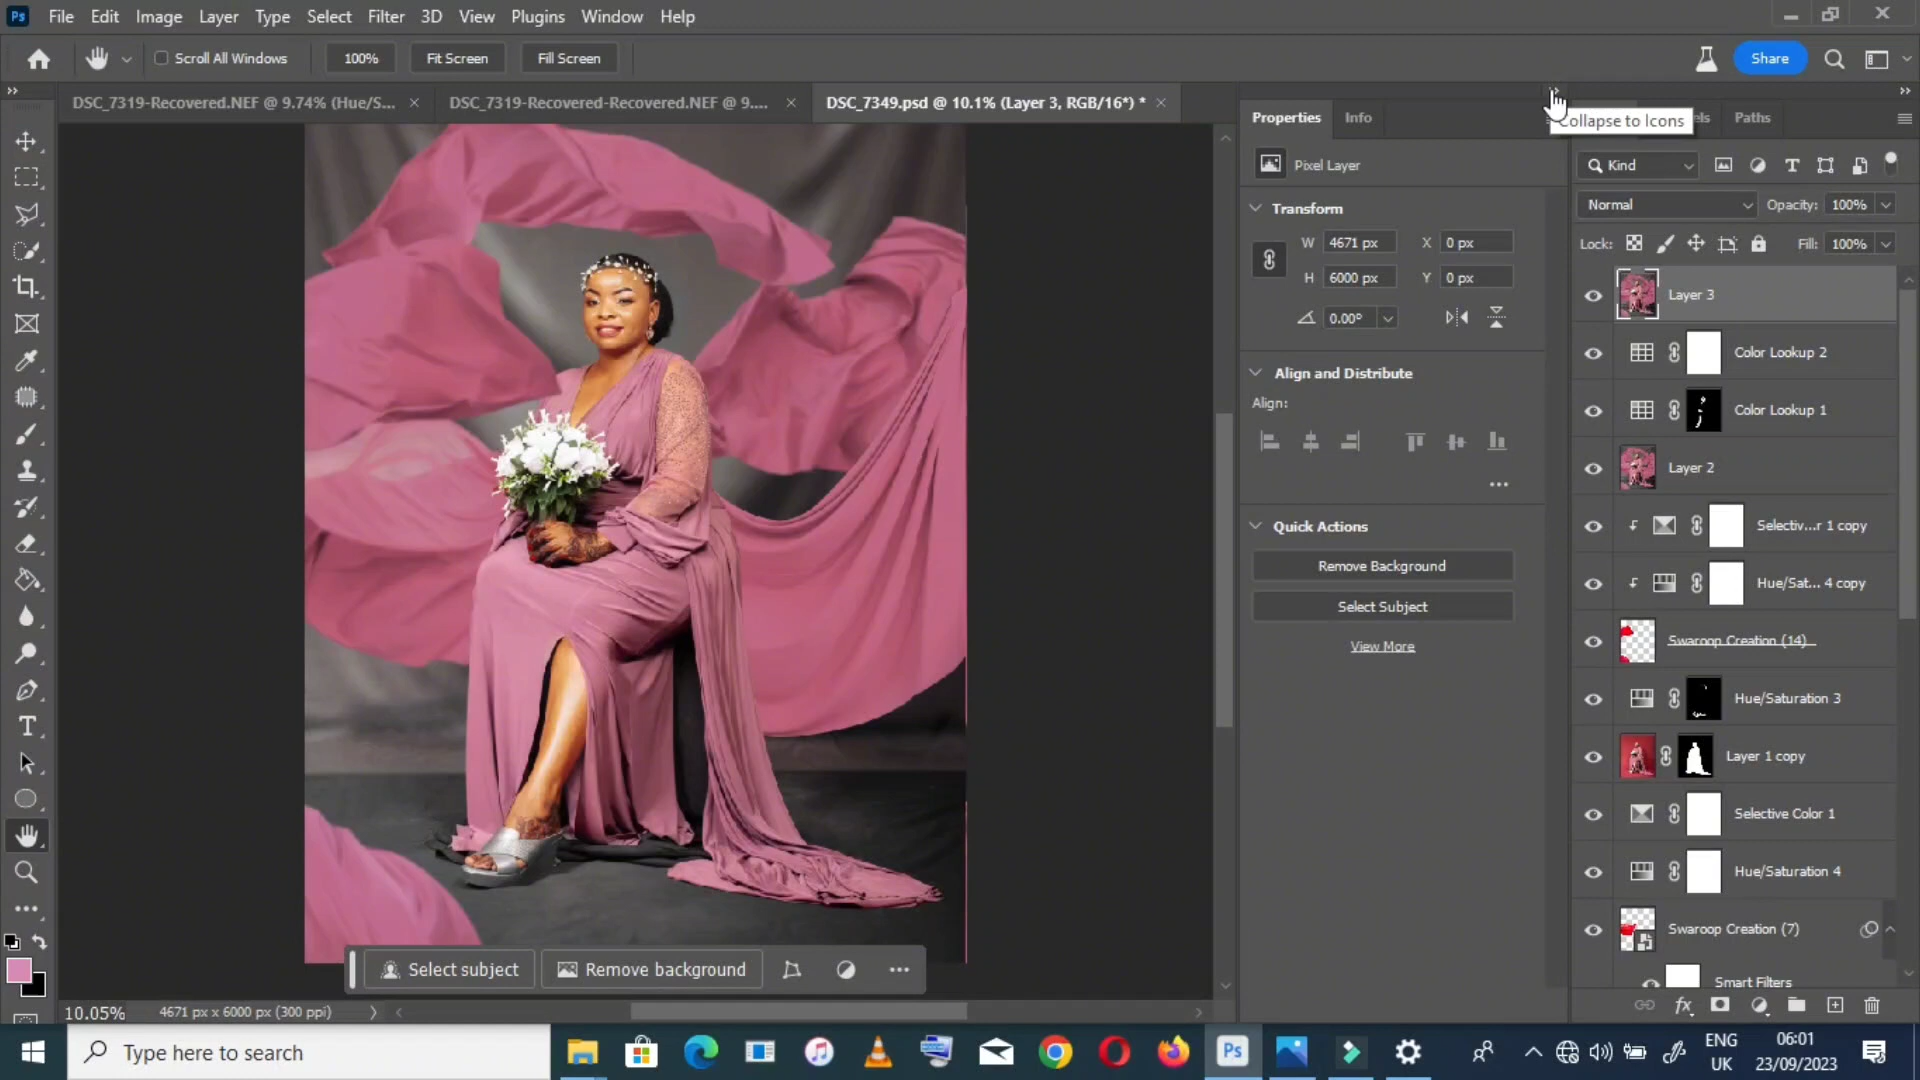 Ps File Edit Image Layer Type Select Filter 3D View Plugins Window Help
Scroll All Windows 100% Fit Screen Fill Screen Share
DSC_7319-Recovered.NEF @ 9.74% (Hue/S... × DSC_7319-Recovered-Recovered.NEF @ 9.... × DSC_7349.psd @ 10.1% (Layer 3, RGB/16*) * ×
Properties Info Collapse to Icons els Paths
Pixel Layer
Kind
Transform
Normal Opacity: 100%
W 4671 px X 0 px
Lock: Fill: 100%
H 6000 px Y 0 px
0.00°
Layer 3
Color Lookup 2
Align and Distribute
Align:
Color Lookup 1
Layer 2
Quick Actions
Selectiv...r 1 copy
Remove Background
Hue/Sat... 4 copy
Select Subject
Swaroop Creation (14)
View More
Hue/Saturation 3
Layer 1 copy
Selective Color 1
Hue/Saturation 4
Swaroop Creation (7)
Select subject Remove background
Smart Filters
10.05% 4671 px x 6000 px (300 ppi)
Type here to search
Ps
ENG
UK
06:01
23/09/2023